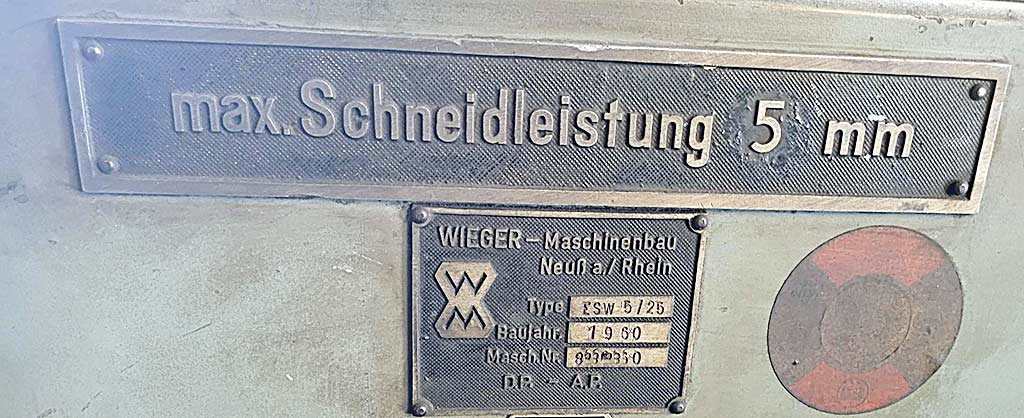 max. Schneidleistung 5 mm
WIEGER – Maschinenbau
Neuß a./Rhein
W
M
Type ESW 5/25
Baujahr. 1960
Masch.Nr.
D.P. – A.P.